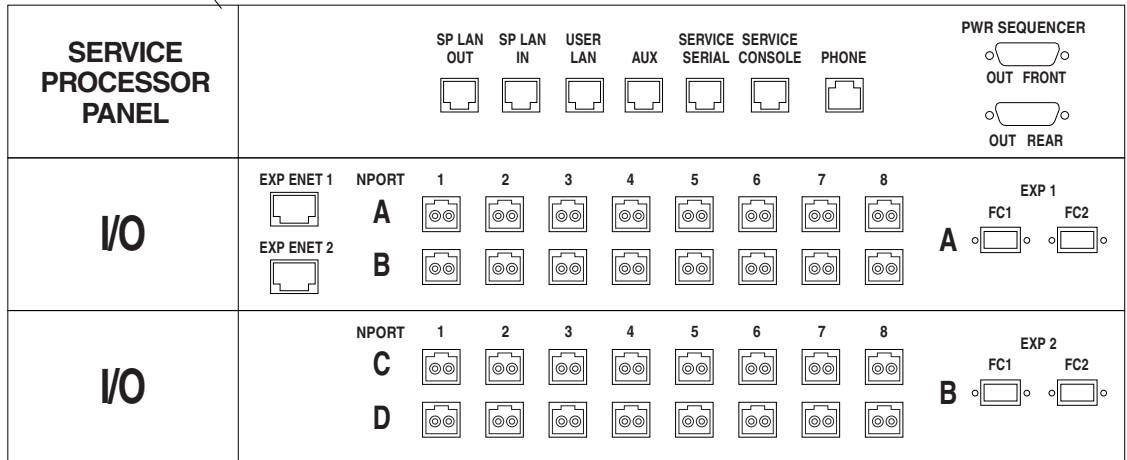 SERVICE
PROCESSOR
PANEL
SP LAN OUT
SP LAN IN
USER LAN
AUX
SERVICE SERIAL
SERVICE CONSOLE
PHONE
PWR SEQUENCER
OUT FRONT
OUT REAR
I/O
EXP ENET 1
EXP ENET 2
NPORT 1 2 3 4 5 6 7 8
A
B
EXP 1
FC1 FC2
A
I/O
NPORT 1 2 3 4 5 6 7 8
C
D
EXP 2
FC1 FC2
B